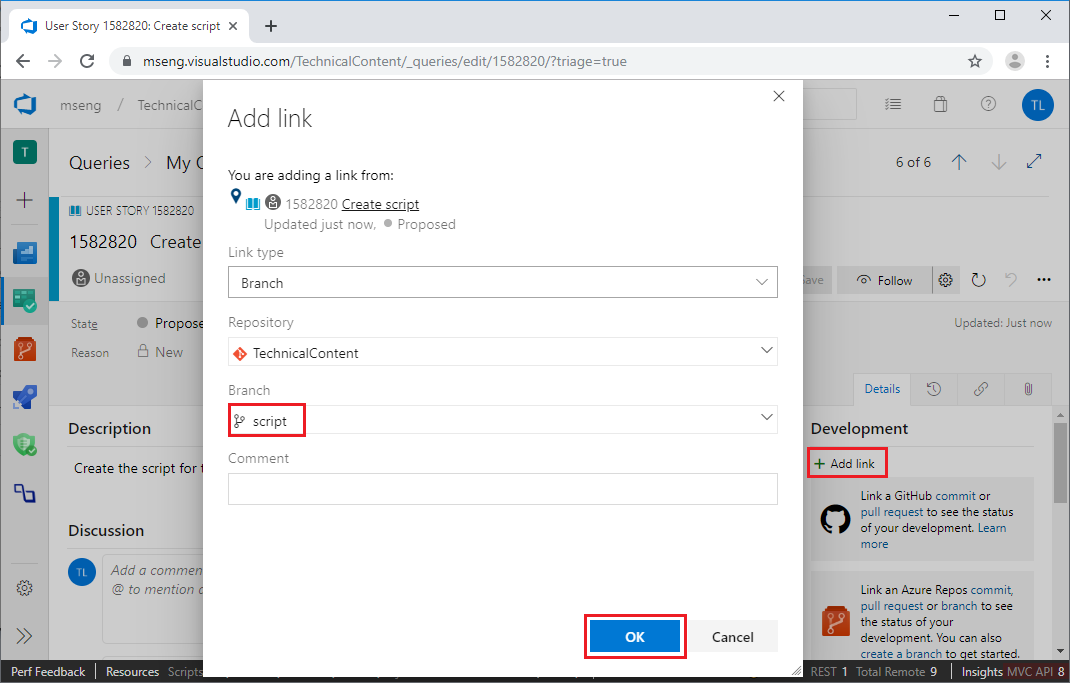 User Story 1582820: Create script
mseng.visualstudio.com/TechnicalContent/_queries/edit/1582820/?triage=true
mseng / TechnicalC
TL
T
Queries > My
6 of 6
USER STORY 1582820
1582820 Create
Unassigned
Save
Follow
State Propose
Reason New
Updated: Just now
Details
Description
Create the script for t
Discussion
TL
Add a commen
@ to mention a
Add link
You are adding a link from:
1582820 Create script
Updated just now, Proposed
Link type
Branch
Repository
TechnicalContent
Branch
script
Comment
OK
Cancel
Development
+ Add link
Link a GitHub commit or
pull request to see the status
of your development. Learn
more
Link an Azure Repos commit,
pull request or branch to see
the status of your
development. You can also
create a branch to get started.
Perf Feedback Resources Scripts
REST 1 Total Remote 9 Insights MVC API 8